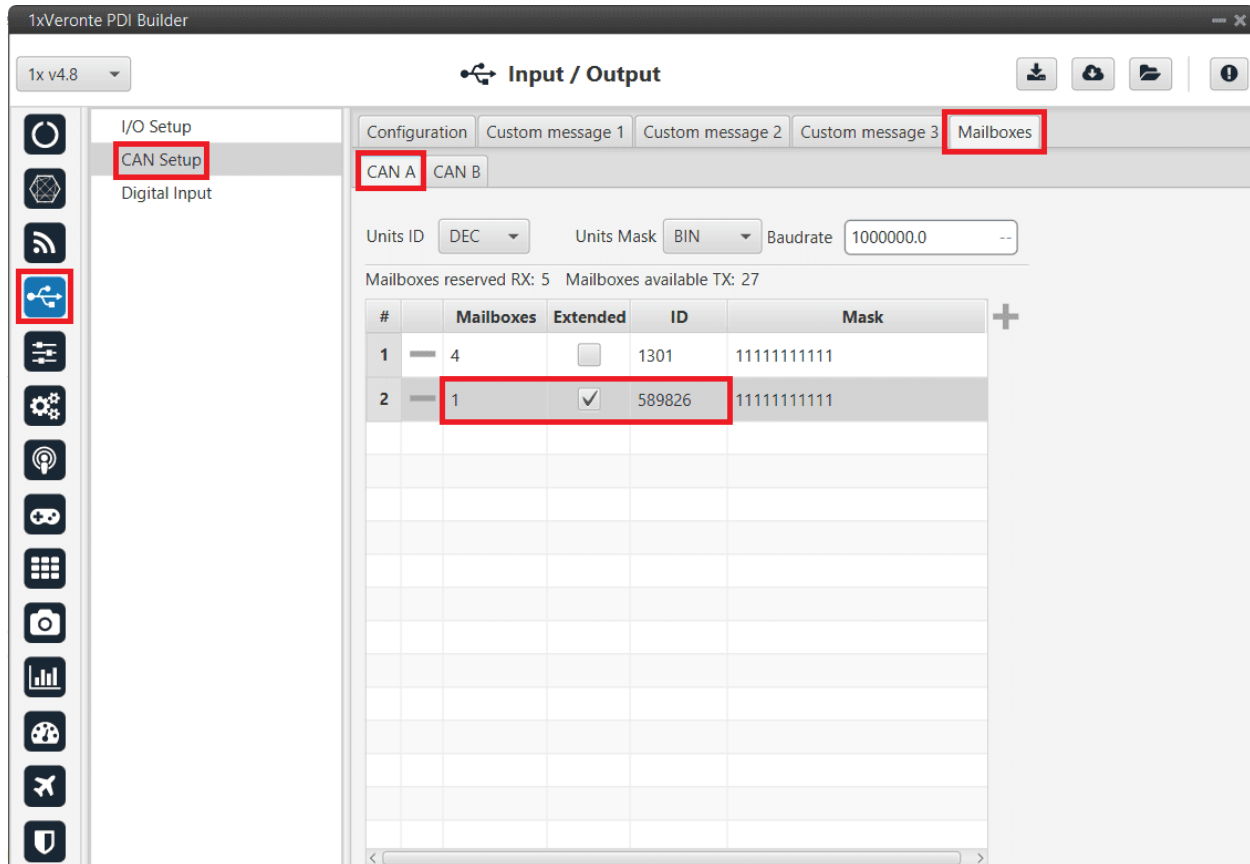 1xVeronte PDI Builder
1x v4.8
Input / Output
I/O Setup
CAN Setup
Digital Input
Configuration Custom message 1 Custom message 2 Custom message 3 Mailboxes
CAN A CAN B
Units ID DEC Units Mask BIN Baudrate 1000000.0 --
Mailboxes reserved RX: 5 Mailboxes available TX: 27
# Mailboxes Extended ID Mask
1 4 1301 11111111111
2 1 589826 11111111111